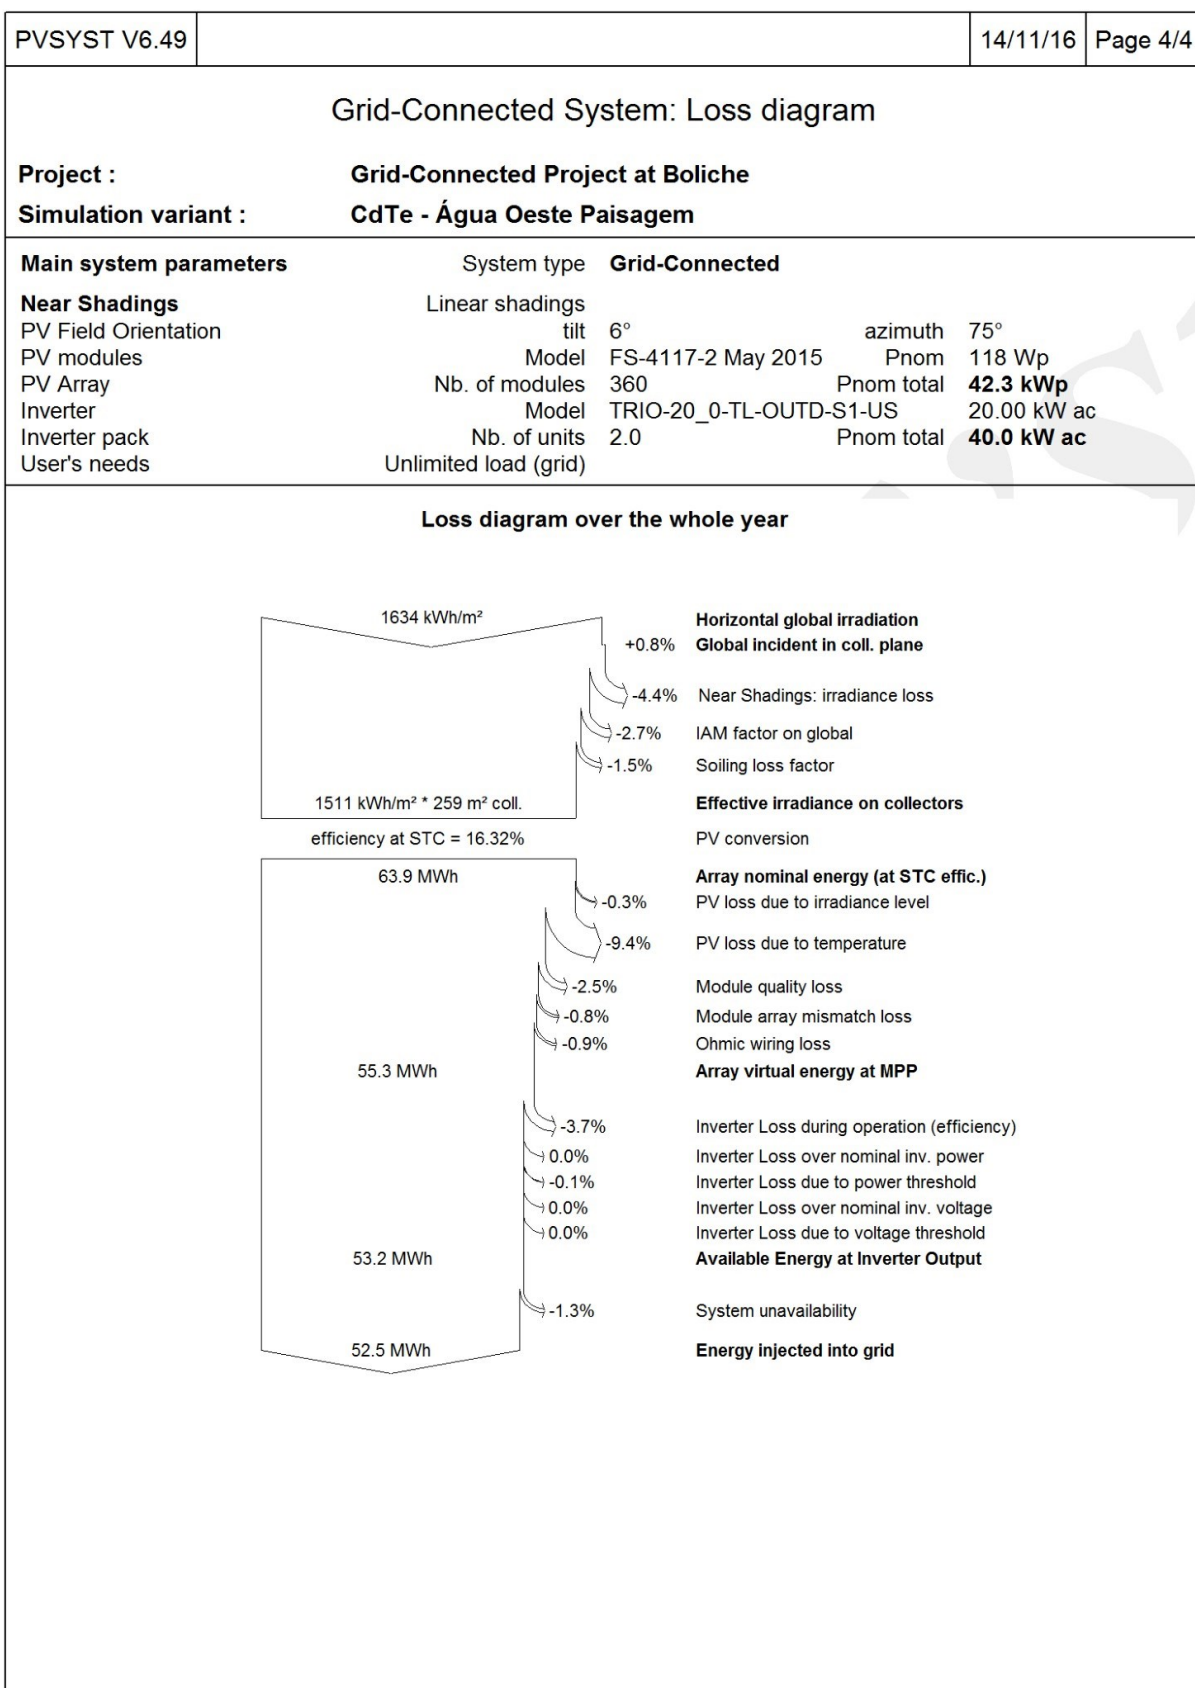 PVSYST V6.49 14/11/16 Page 4/4
Grid-Connected System: Loss diagram
Project : Grid-Connected Project at Boliche
Simulation variant : CdTe - Água Oeste Paisagem
Main system parameters System type Grid-Connected
Near Shadings Linear shadings
PV Field Orientation tilt 6° azimuth 75°
PV modules Model FS-4117-2 May 2015 Pnom 118 Wp
PV Array Nb. of modules 360 Pnom total 42.3 kWp
Inverter Model TRIO-20_0-TL-OUTD-S1-US 20.00 kW ac
Inverter pack Nb. of units 2.0 Pnom total 40.0 kW ac
User's needs Unlimited load (grid)
Loss diagram over the whole year
1634 kWh/m² Horizontal global irradiation
+0.8% Global incident in coll. plane
-4.4% Near Shadings: irradiance loss
-2.7% IAM factor on global
-1.5% Soiling loss factor
1511 kWh/m² * 259 m² coll. Effective irradiance on collectors
efficiency at STC = 16.32% PV conversion
63.9 MWh Array nominal energy (at STC effic.)
-0.3% PV loss due to irradiance level
-9.4% PV loss due to temperature
-2.5% Module quality loss
-0.8% Module array mismatch loss
-0.9% Ohmic wiring loss
55.3 MWh Array virtual energy at MPP
-3.7% Inverter Loss during operation (efficiency)
0.0% Inverter Loss over nominal inv. power
-0.1% Inverter Loss due to power threshold
0.0% Inverter Loss over nominal inv. voltage
0.0% Inverter Loss due to voltage threshold
53.2 MWh Available Energy at Inverter Output
-1.3% System unavailability
52.5 MWh Energy injected into grid